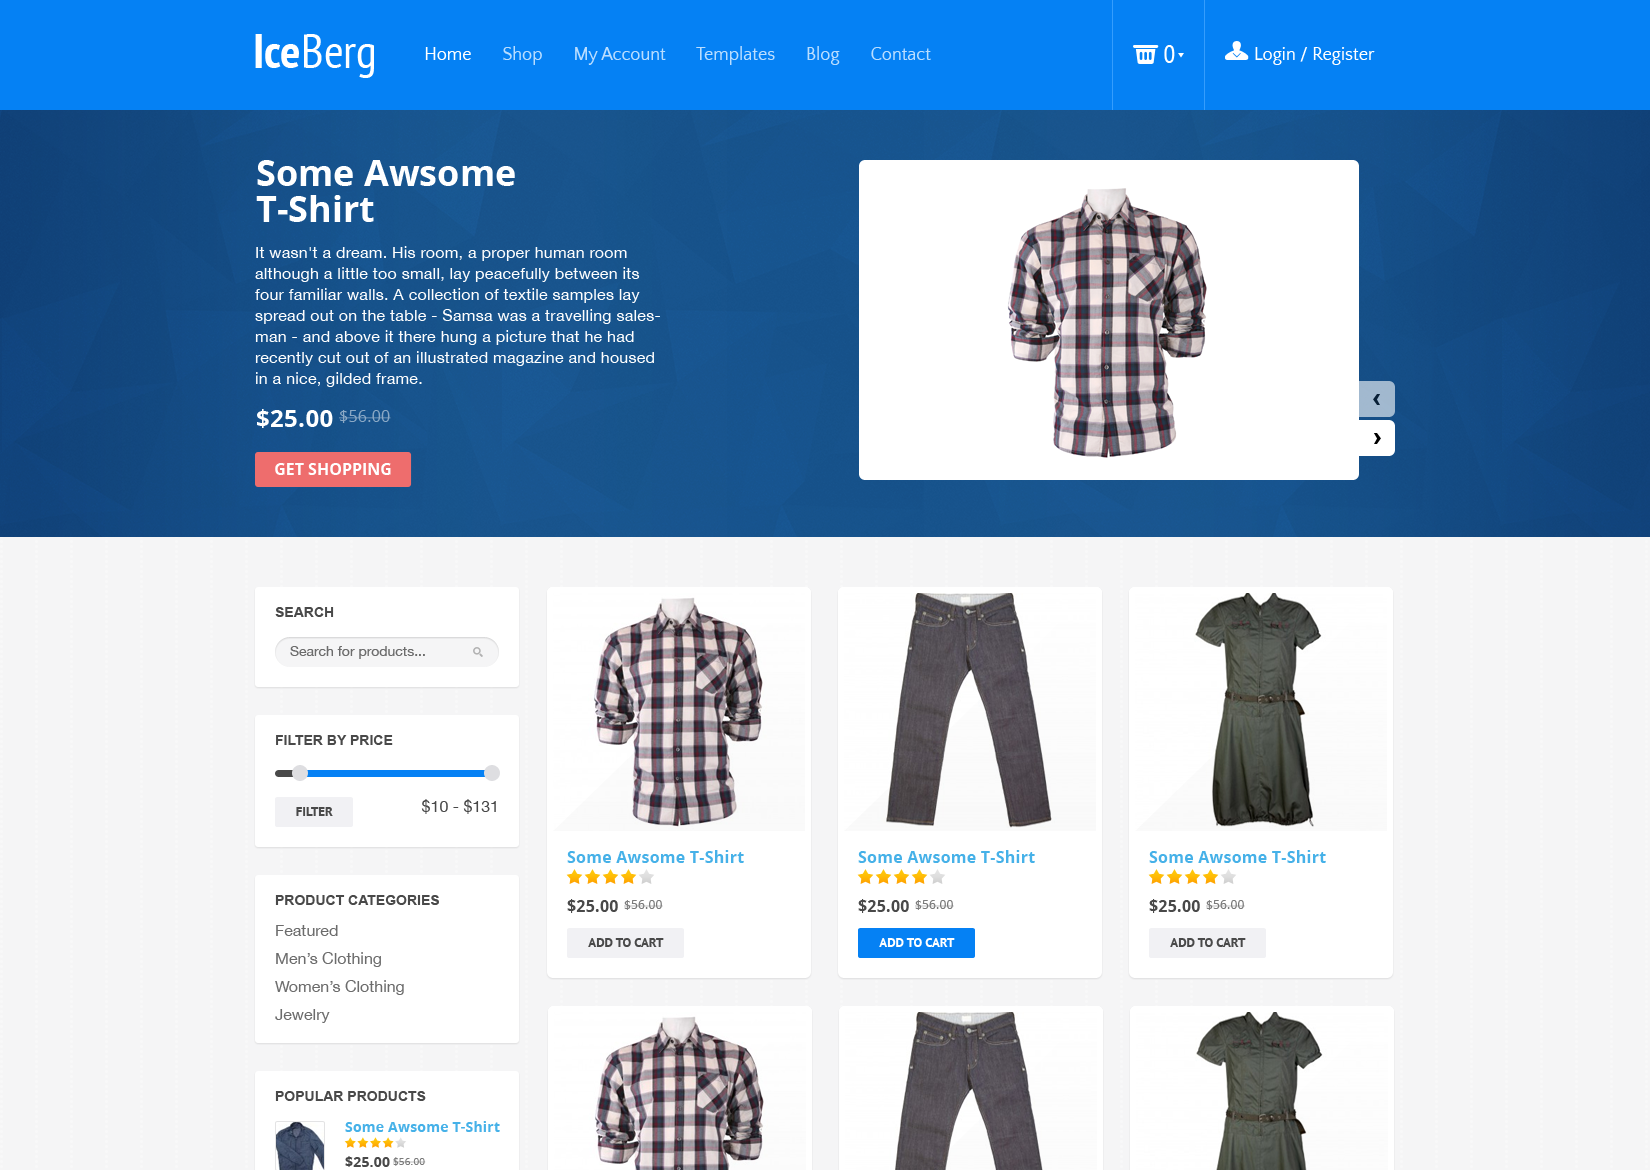 IceBerg
Home Shop My Account Templates Blog Contact
0
Login / Register
Some Awsome
T-Shirt
It wasn't a dream. His room, a proper human room
although a little too small, lay peacefully between its
four familiar walls. A collection of textile samples lay
spread out on the table - Samsa was a travelling sales-
man - and above it there hung a picture that he had
recently cut out of an illustrated magazine and housed
in a nice, gilded frame.
$25.00 $56.00
GET SHOPPING
SEARCH
Search for products...
FILTER BY PRICE
FILTER
$10 - $131
PRODUCT CATEGORIES
Featured
Men’s Clothing
Women’s Clothing
Jewelry
POPULAR PRODUCTS
Some Awsome T-Shirt
$25.00 $56.00
Some Awsome T-Shirt
$25.00 $56.00
ADD TO CART
Some Awsome T-Shirt
$25.00 $56.00
ADD TO CART
Some Awsome T-Shirt
$25.00 $56.00
ADD TO CART